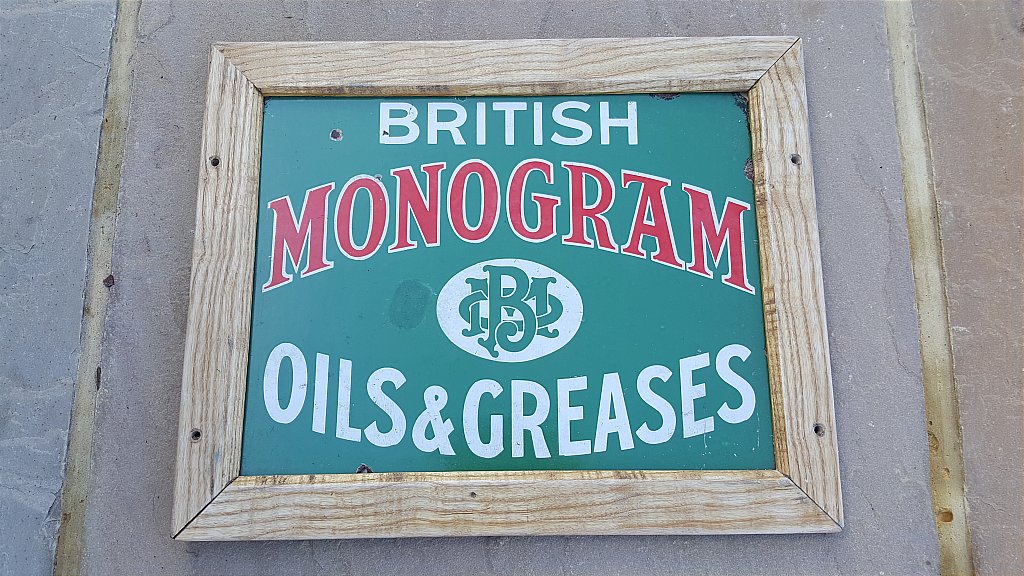 BRITISH
MONOGRAM
OILS & GREASES